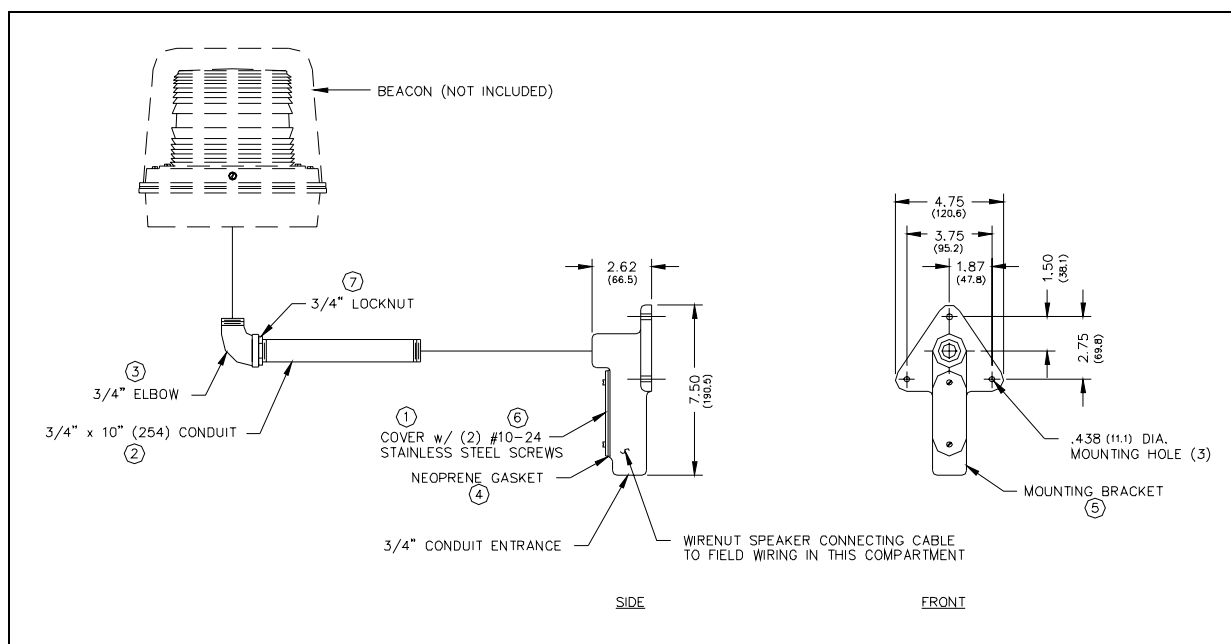 BEACON (NOT INCLUDED)
7
3/4" LOCKNUT
3
3/4" ELBOW
3/4" x 10" (254) CONDUIT
2
1
6
COVER w/ (2) #10-24
STAINLESS STEEL SCREWS
NEOPRENE GASKET
4
3/4" CONDUIT ENTRANCE
2.62
(66.5)
7.50
(190.5)
WIRENUT SPEAKER CONNECTING CABLE
TO FIELD WIRING IN THIS COMPARTMENT
SIDE
4.75
(120.6)
3.75
(95.2)
1.87
(47.8)
1.50
(38.1)
2.75
(69.8)
.438 (11.1) DIA.
MOUNTING HOLE (3)
MOUNTING BRACKET
5
FRONT